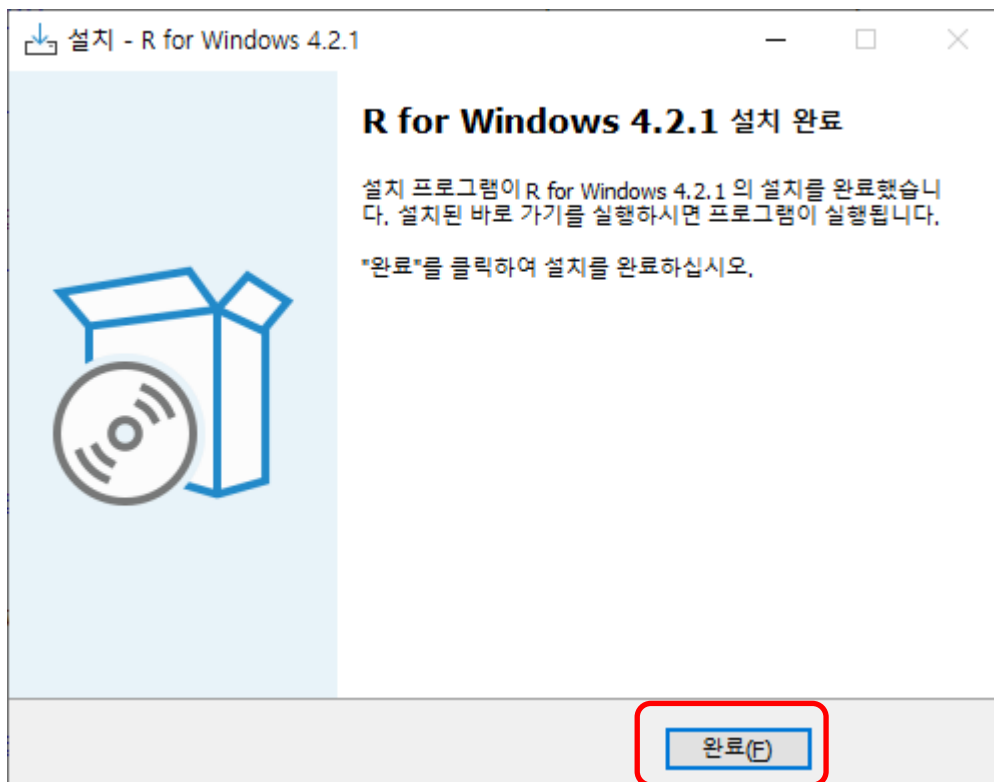 설치 - R for Windows 4.2.1
R for Windows 4.2.1 설치 완료
설치 프로그램이 R for Windows 4.2.1 의 설치를 완료했습니
다. 설치된 바로 가기를 실행하시면 프로그램이 실행됩니다.
"완료"를 클릭하여 설치를 완료하십시오.
완료(F)